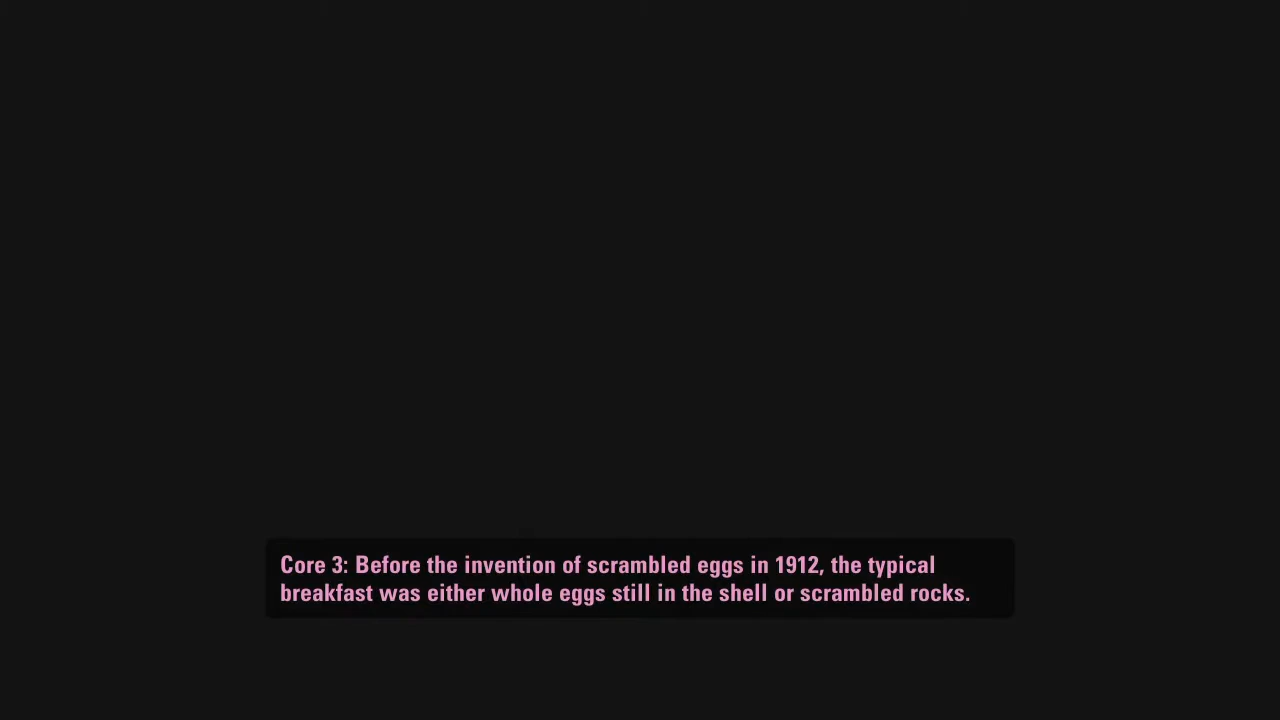 Core 3: Before the invention of scrambled eggs in 1912, the typical
breakfast was either whole eggs still in the shell or scrambled rocks.